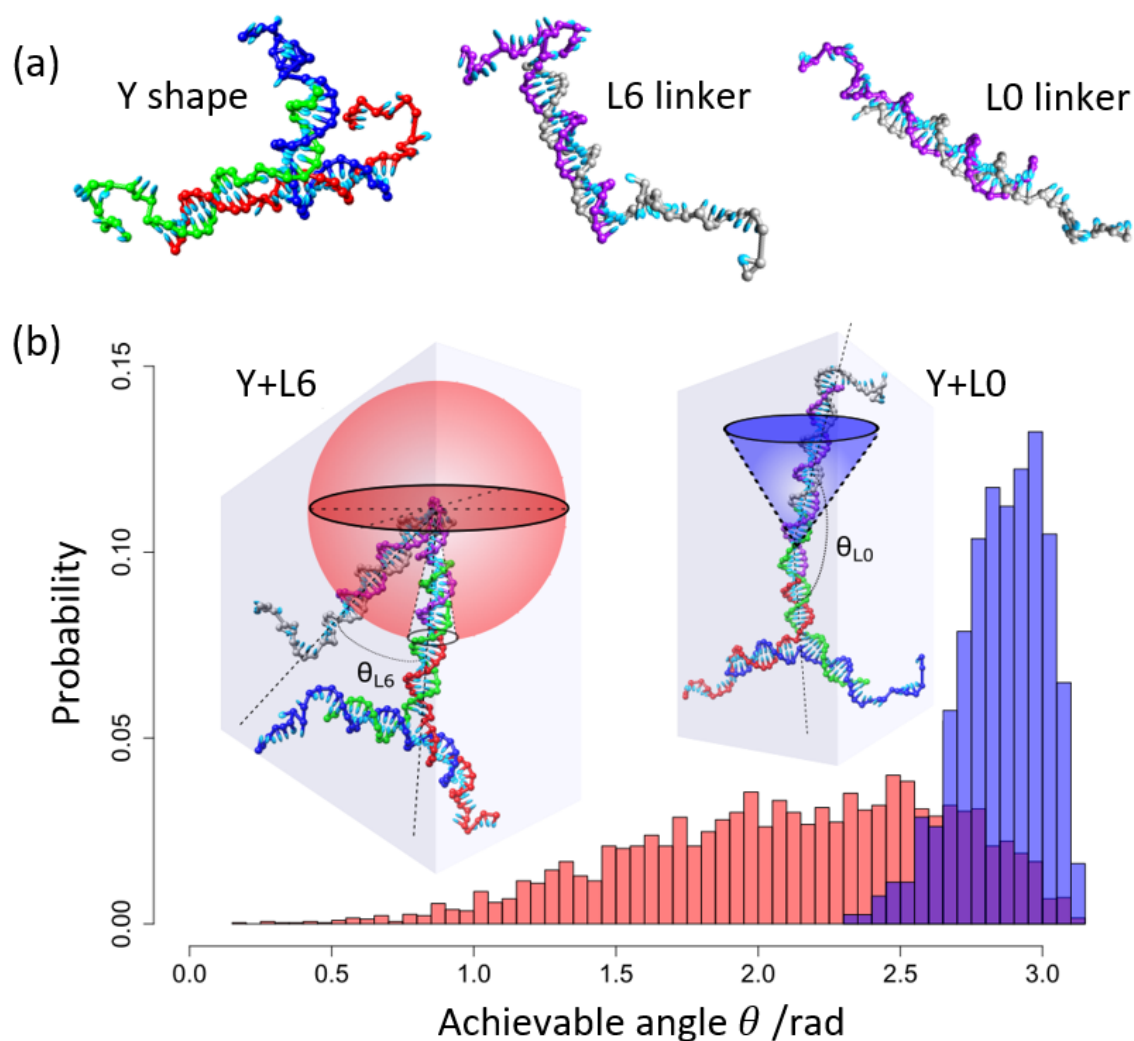 (a)
Y shape
L6 linker
L0 linker
(b)
Y+L6
Y+L0
θL6
θL0
Probability
0.00
0.05
0.10
0.15
0.0 0.5 1.0 1.5 2.0 2.5 3.0
Achievable angle θ /rad